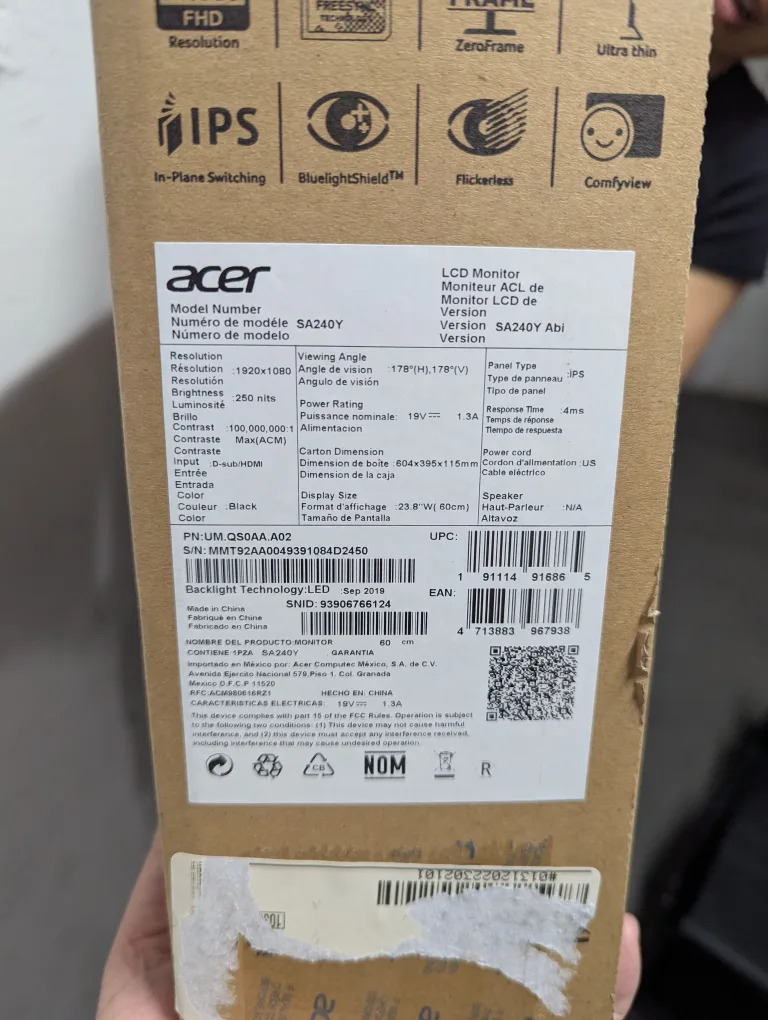 FHD
Resolution
FREESYNC
TECHNOLOGY
FRAME
ZeroFrame
Ultra thin
IPS
In-Plane Switching
BluelightShield™
Flickerless
Comfyview
acer
Model Number
Numéro de modéle SA240Y
Número de modelo
LCD Monitor
Moniteur ACL de
Monitor LCD de
Version
Version SA240Y Abi
Version
Resolution
Résolution :1920x1080
Resolutión
Brightness
Luminosité :250 nits
Brillo
Contrast :100,000,000:1
Contraste Max(ACM)
Contraste
Input :D-sub/HDMI
Entrée
Entrada
Color
Couleur :Black
Color
Viewing Angle
Angle de vision :178°(H),178°(V)
Angulo de visión
Power Rating
Puissance nominale: 19V⎓ 1.3A
Alimentacion
Carton Dimension
Dimension de boîte :604x395x115mm
Dimension de la caja
Display Size
Format d'affichage :23.8"W( 60cm)
Tamaño de Pantalla
Panel Type
Type de panneau :IPS
Tipo de panel
Response Time :4ms
Temps de réponse
Tiempo de respuesta
Power cord
Cordon d'alimentation :US
Cable eléctrico
Speaker
Haut-Parleur :N/A
Altavoz
PN:UM.QS0AA.A02
S/N: MMT92AA0049391084D2450
Backlight Technology:LED :Sep 2019
SNID: 93906766124
Made in China
Fabriqué en Chine
Fabricado en China
UPC:
1 91114 91686 5
EAN:
4 713883 967938
NOMBRE DEL PRODUCTO:MONITOR 60 cm
CONTIENE 1PZA SA240Y , GARANTIA
Importado en México por: Acer Computec México, S.A. de C.V.
Avenida Ejercito Nacional 579,Piso 1. Col. Granada
Mexico D.F.C.P 11520
RFC:ACM980616RZ1 HECHO EN: CHINA
CARACTERISTICAS ELECTRICAS: 19V⎓ 1.3A
This device complies with part 15 of the FCC Rules. Operation is subject
to the following two conditions: (1) This device may not cause harmful
interference, and (2) this device must accept any interference received,
including interference that may cause undesired operation.
CB
NOM
R
#0131202202302101